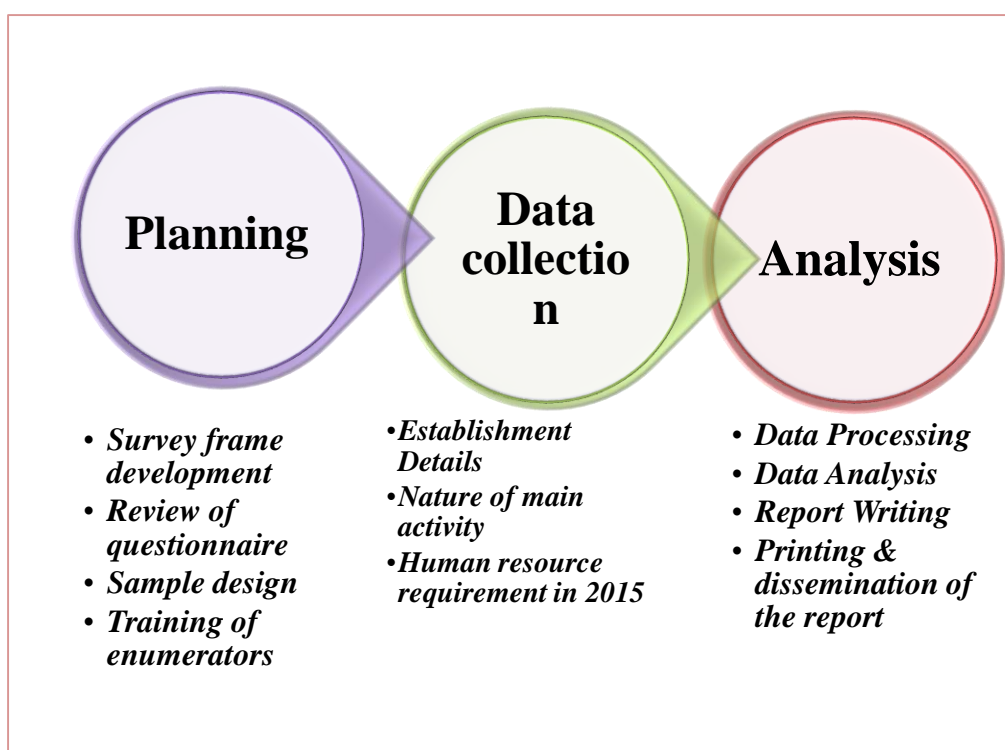 Planning
• Survey frame
development
• Review of
questionnaire
• Sample design
• Training of
enumerators
Data
collectio
n
•Establishment
Details
•Nature of main
activity
•Human resource
requirement in 2015
Analysis
• Data Processing
• Data Analysis
• Report Writing
• Printing &
dissemination of
the report